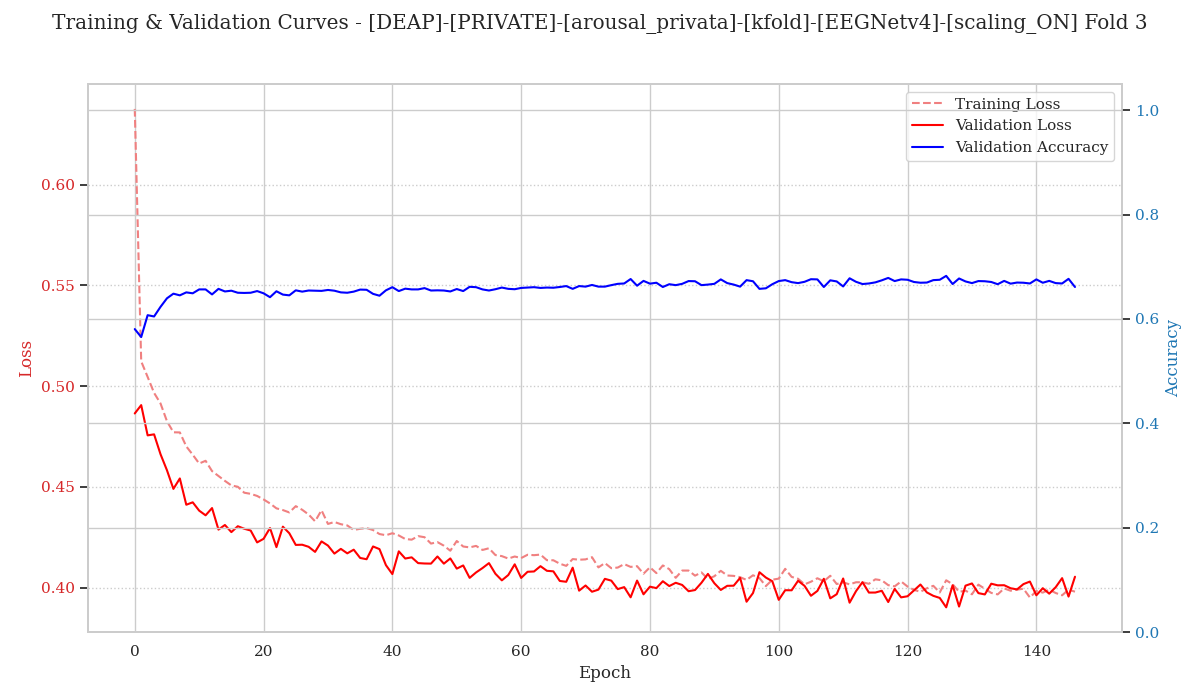 Training & Validation Curves - [DEAP]-[PRIVATE]-[arousal_privata]-[kfold]-[EEGNetv4]-[scaling_ON] Fold 3
Training Loss
Validation Loss
Validation Accuracy
Loss
0.60
0.55
0.50
0.45
0.40
1.0
0.8
0.6
0.4
0.2
0.0
Accuracy
0
20
40
60
80
100
120
140
Epoch